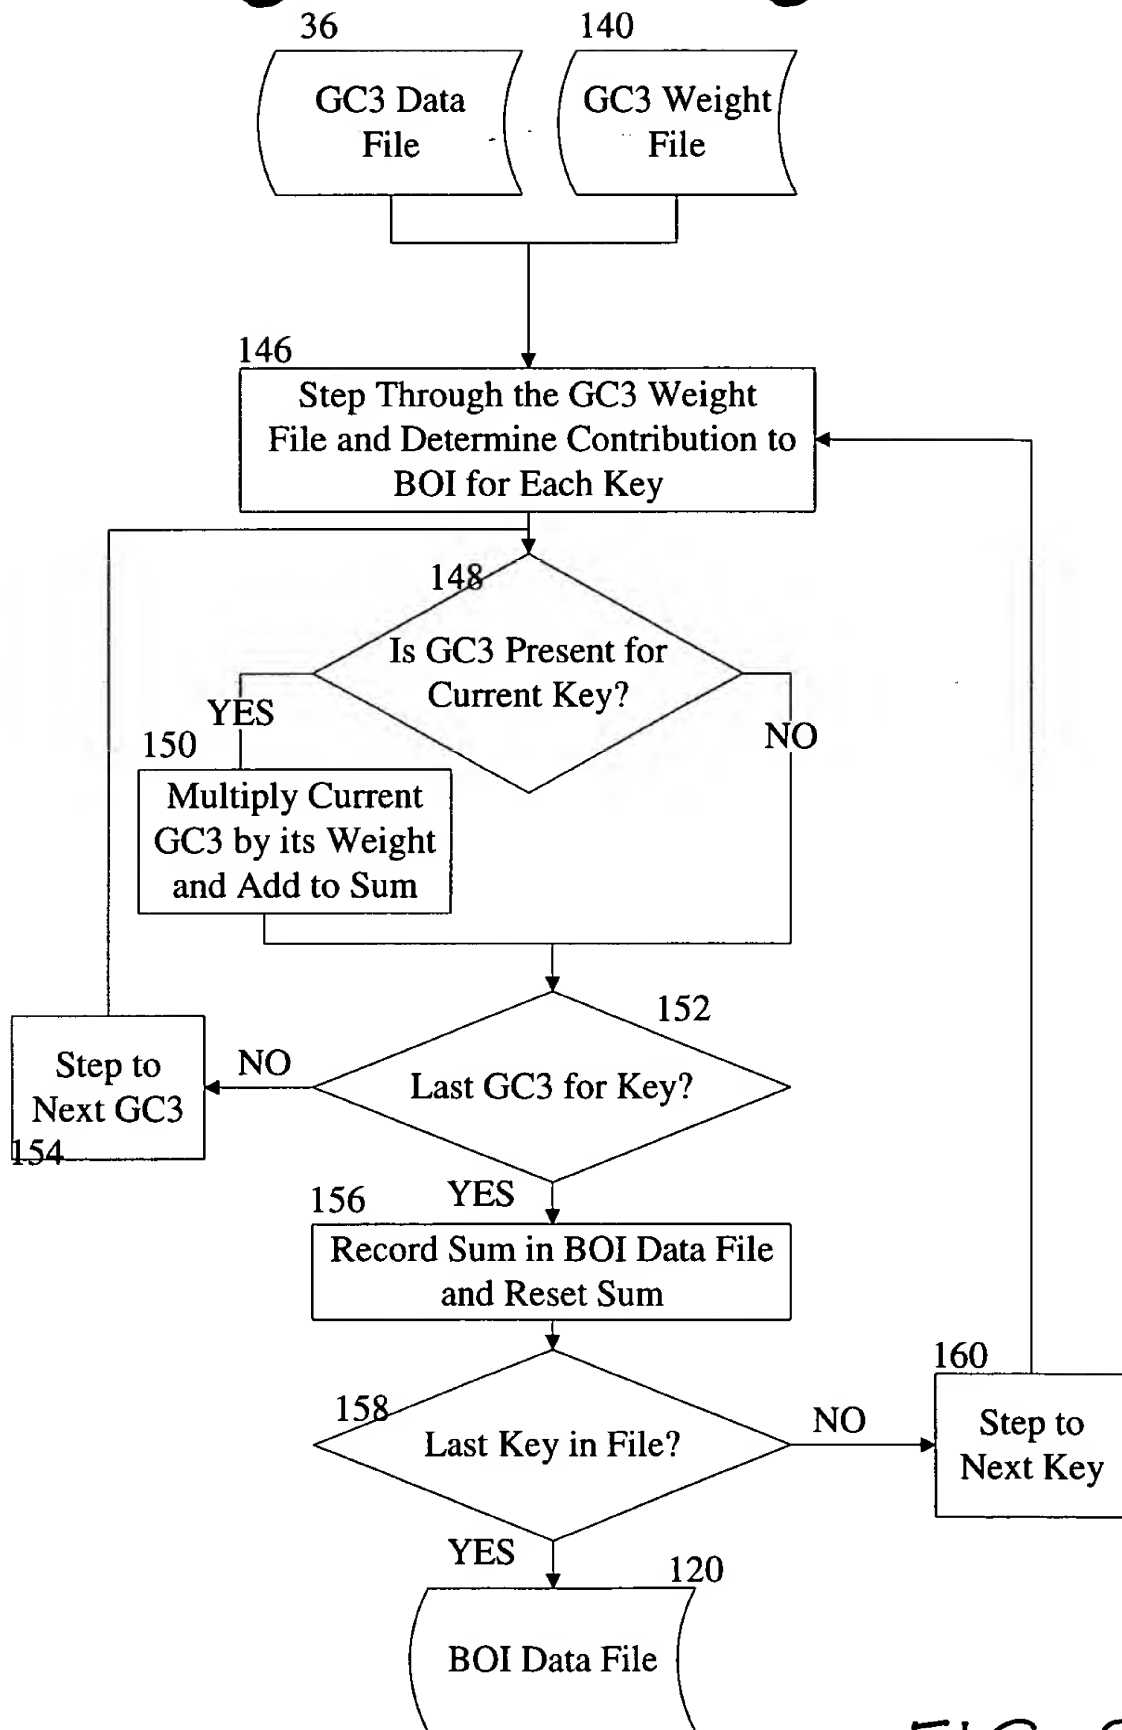 36
140
GC3 Data
File
GC3 Weight
File
146
Step Through the GC3 Weight
File and Determine Contribution to
BOI for Each Key
148
Is GC3 Present for
Current Key?
YES
NO
150
Multiply Current
GC3 by its Weight
and Add to Sum
152
Last GC3 for Key?
NO
Step to
Next GC3
154
YES
156
Record Sum in BOI Data File
and Reset Sum
158
Last Key in File?
NO
160
Step to
Next Key
YES
120
BOI Data File